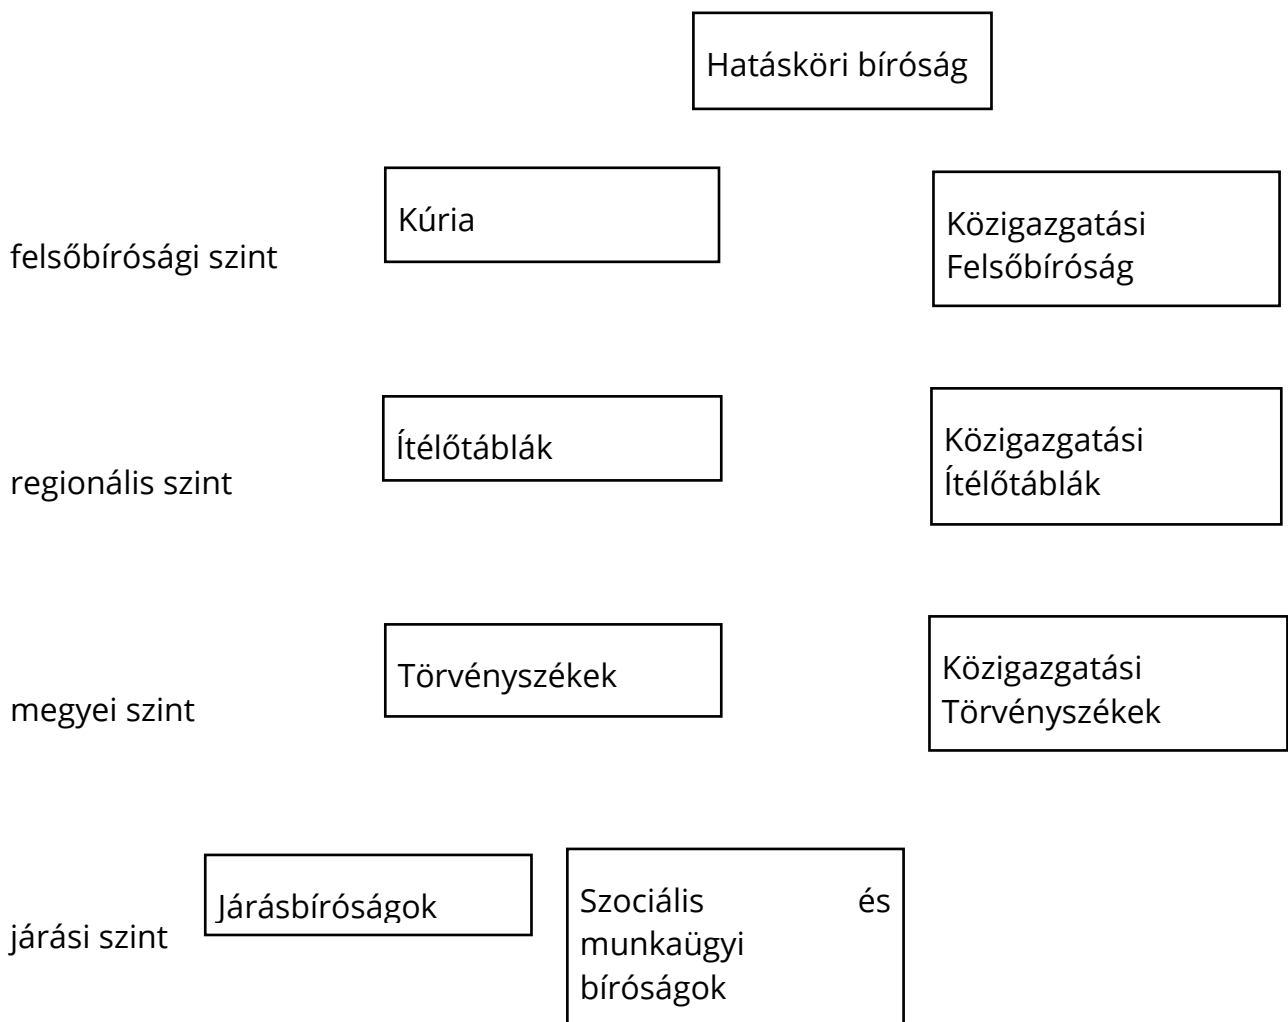 Hatásköri bíróság
Kúria
Közigazgatási
Felsőbíróság
felsőbírósági szint
Ítélőtáblák
Közigazgatási
Ítélőtáblák
regionális szint
Törvényszékek
Közigazgatási
Törvényszékek
megyei szint
Járásbíróságok
Szociális és
munkaügyi
bíróságok
járási szint